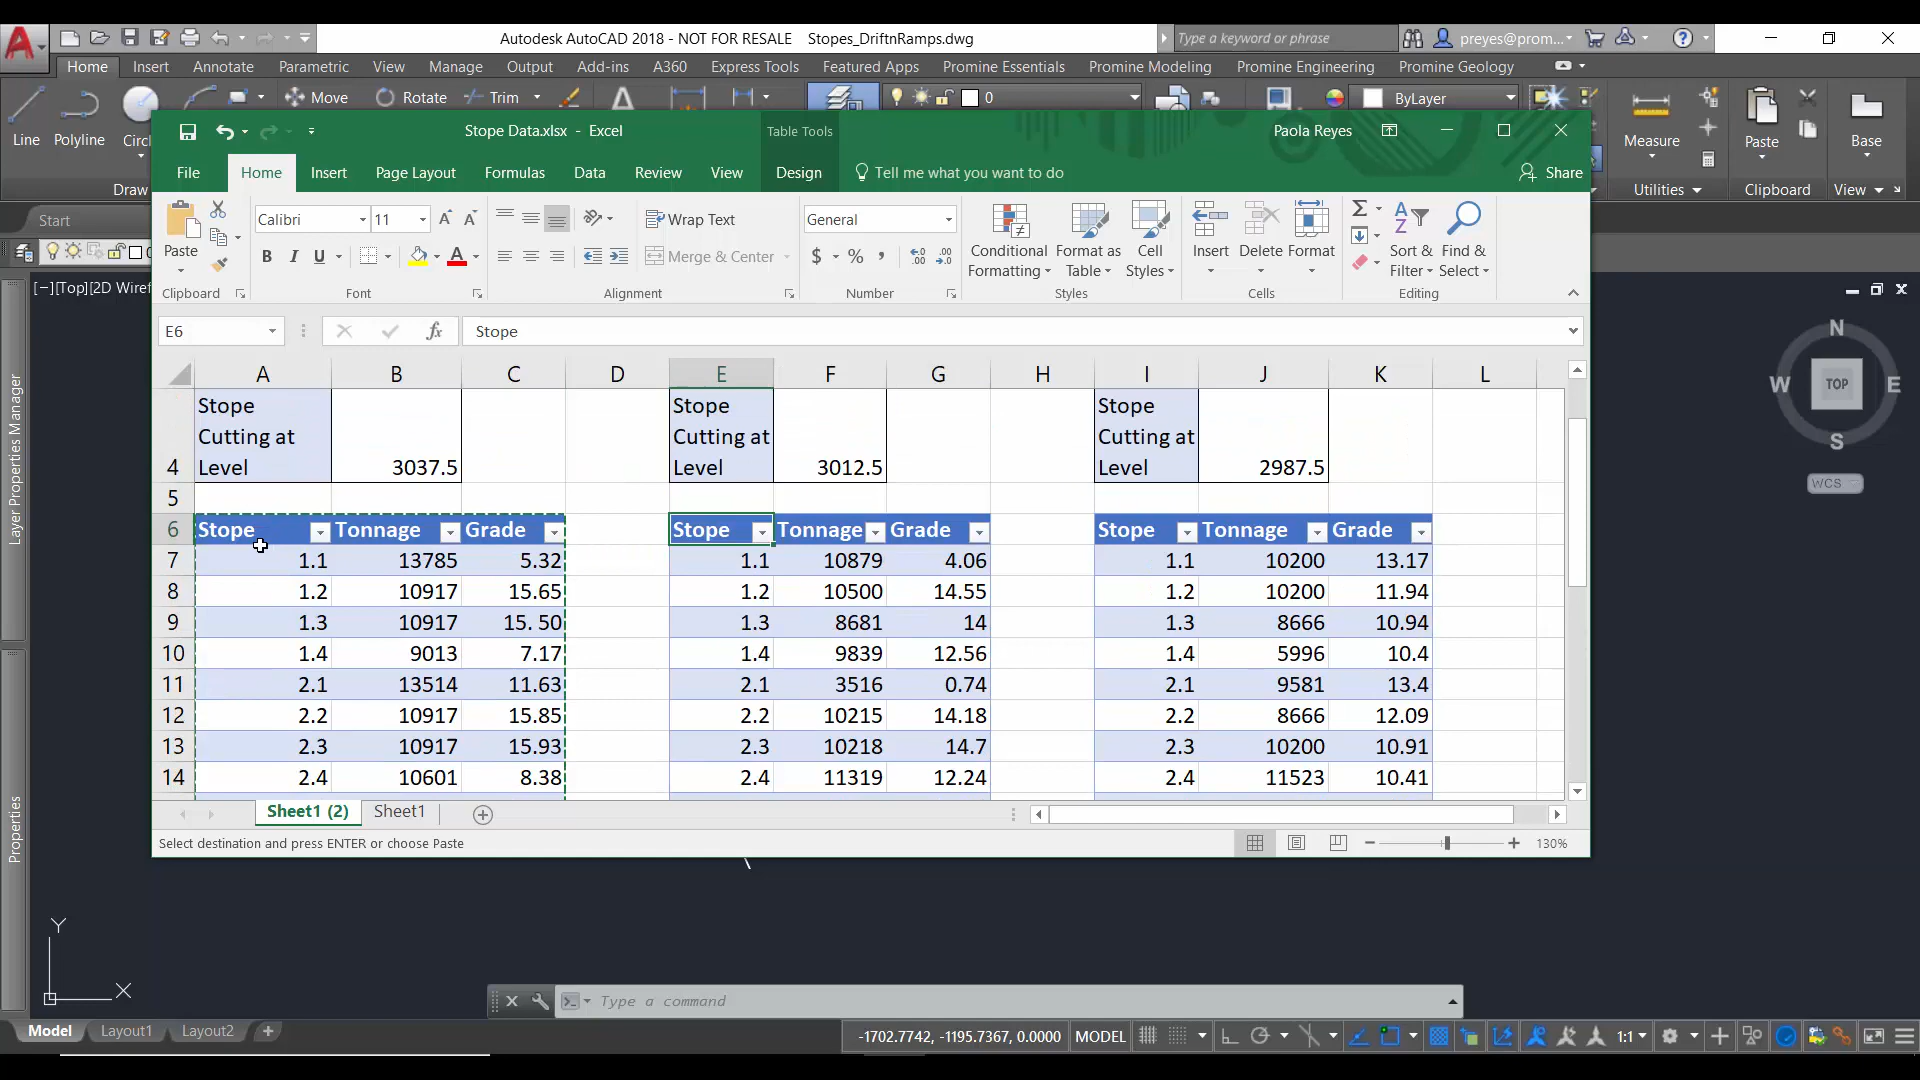 Autodesk AutoCAD 2018 - NOT FOR RESALE Stopes_DriftnRamps.dwg
Type a keyword or phrase
preyes@prom...
Home Insert Annotate Parametric View Manage Output Add-ins A360 Express Tools Featured Apps Promine Essentials Promine Modeling Promine Engineering Promine Geology
Line Polyline Circl Move Rotate Trim 0 ByLayer Measure Paste Base
Draw Utilities Clipboard View
Start
[−][Top][2D Wiref
Stope Data.xlsx - Excel Table Tools Paola Reyes
File Home Insert Page Layout Formulas Data Review View Design Tell me what you want to do Share
Paste Calibri 11 Wrap Text General
B I U Merge & Center $ % ,
Conditional Formatting
Format as Table
Cell Styles
Insert Delete Format
Sort & Filter
Find & Select
Clipboard Font Alignment Number Styles Cells Editing
E6 fx Stope
A B C D E F G H I J K L
4 Stope Cutting at Level 3037.5 Stope Cutting at Level 3012.5 Stope Cutting at Level 2987.5
5
6 Stope Tonnage Grade Stope Tonnage Grade Stope Tonnage Grade
7 1.1 13785 5.32 1.1 10879 4.06 1.1 10200 13.17
8 1.2 10917 15.65 1.2 10500 14.55 1.2 10200 11.94
9 1.3 10917 15. 50 1.3 8681 14 1.3 8666 10.94
10 1.4 9013 7.17 1.4 9839 12.56 1.4 5996 10.4
11 2.1 13514 11.63 2.1 3516 0.74 2.1 9581 13.4
12 2.2 10917 15.85 2.2 10215 14.18 2.2 8666 12.09
13 2.3 10917 15.93 2.3 10218 14.7 2.3 10200 10.91
14 2.4 10601 8.38 2.4 11319 12.24 2.4 11523 10.41
Sheet1 (2) Sheet1
Select destination and press ENTER or choose Paste
130%
Layer Properties Manager
Properties
N
W TOP E
S
WCS
Y
X
Type a command
Model Layout1 Layout2
-1702.7742, -1195.7367, 0.0000 MODEL 1:1